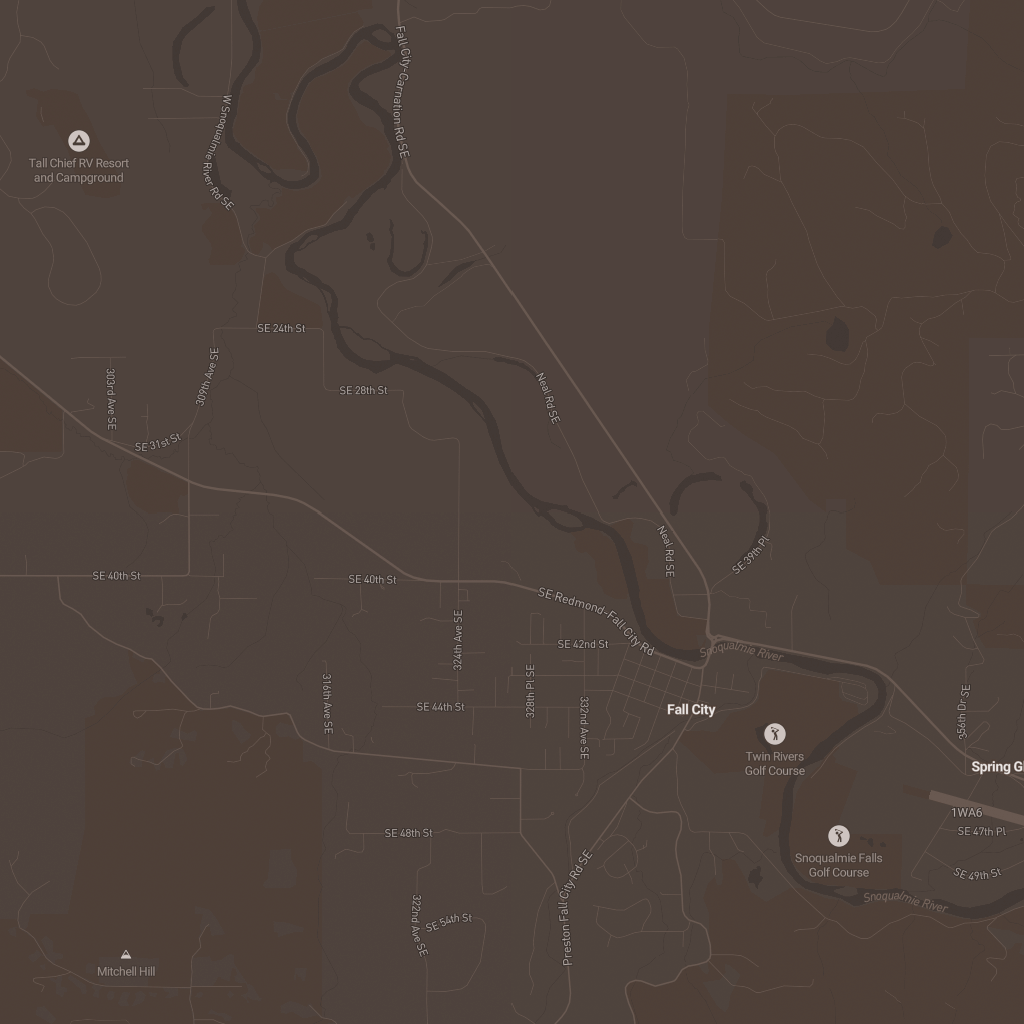 Fall City-Carnation Rd SE
W Snoqualmie River Rd SE
Tall Chief RV Resort
and Campground
SE 24th St
309th Ave SE
303rd Ave SE
SE 28th St
Neal Rd SE
SE 31st St
Neal Rd SE
SE 39th Pl
SE 40th St
SE 40th St
SE Redmond-Fall City Rd
324th Ave SE
SE 42nd St
Snoqualmie River
316th Ave SE
328th Pl SE
332nd Ave SE
356th Dr SE
SE 44th St
Fall City
Twin Rivers
Golf Course
Spring Gl
1WA6
SE 47th Pl
SE 48th St
Snoqualmie Falls
Golf Course
SE 49th St
Preston Fall City Rd SE
Snoqualmie River
322nd Ave SE
SE 54th St
Mitchell Hill